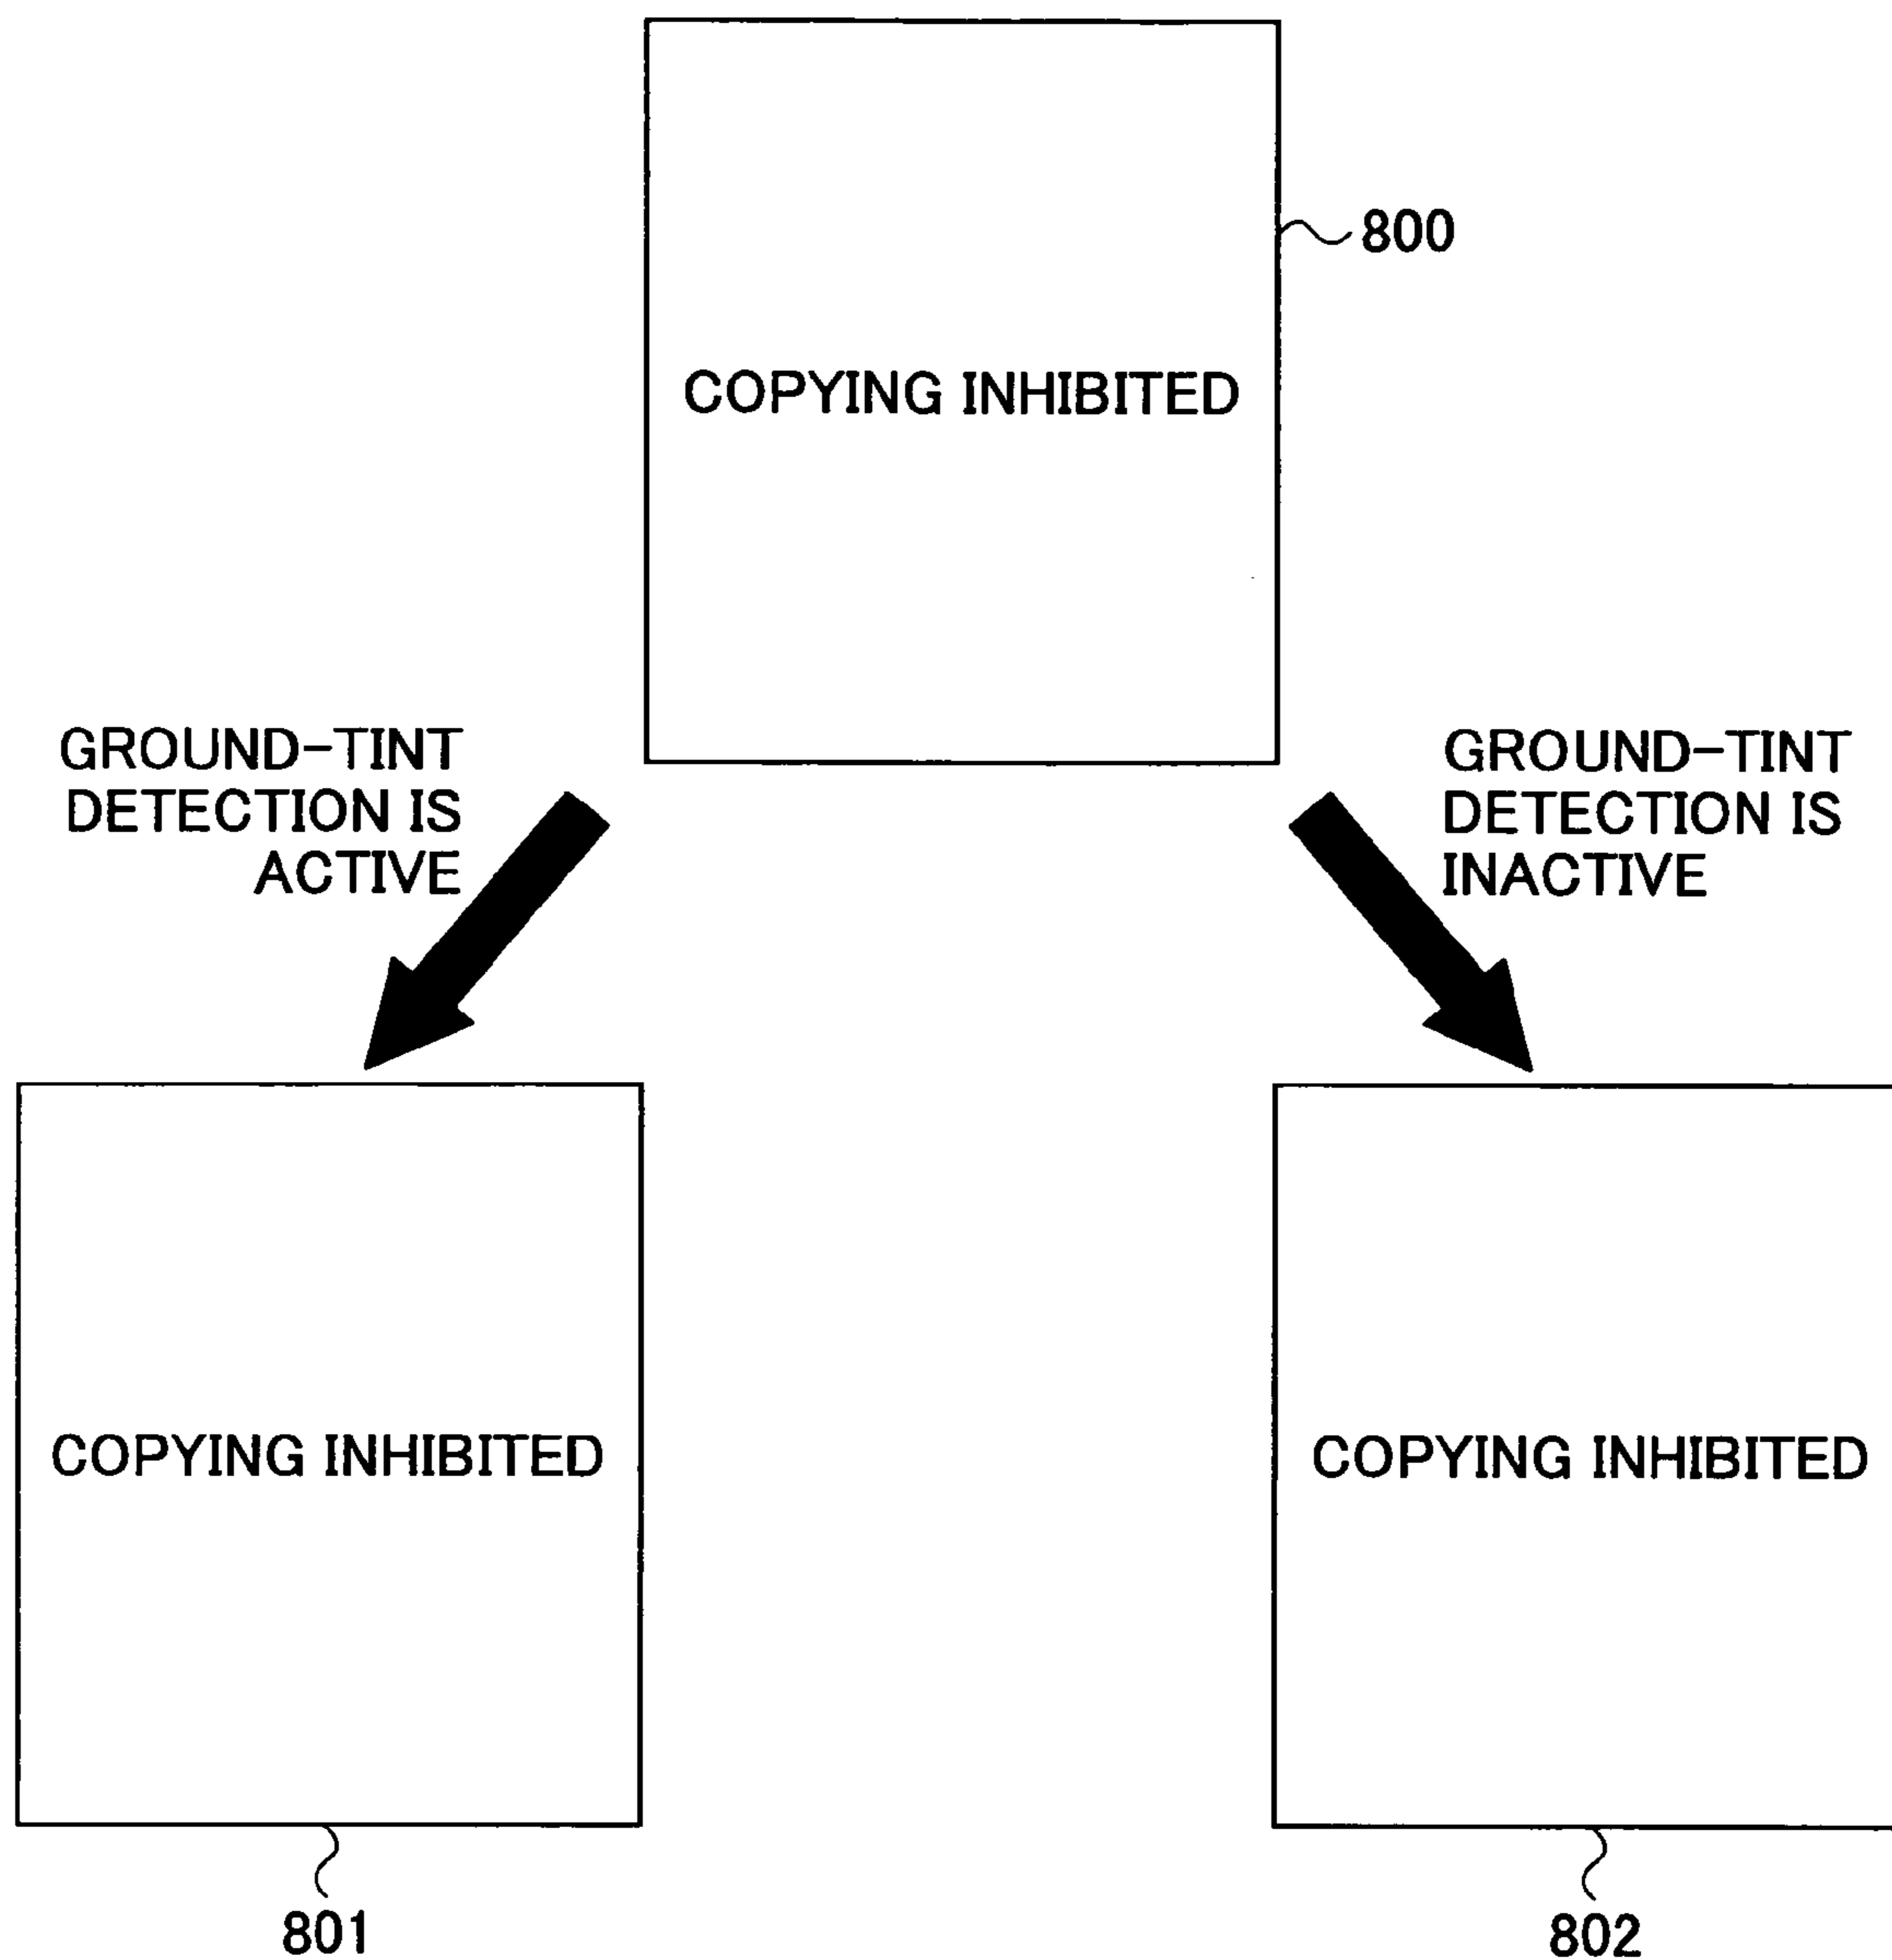 800
COPYING INHIBITED
GROUND-TINT
DETECTION IS
ACTIVE
GROUND-TINT
DETECTION IS
INACTIVE
COPYING INHIBITED
COPYING INHIBITED
801
802